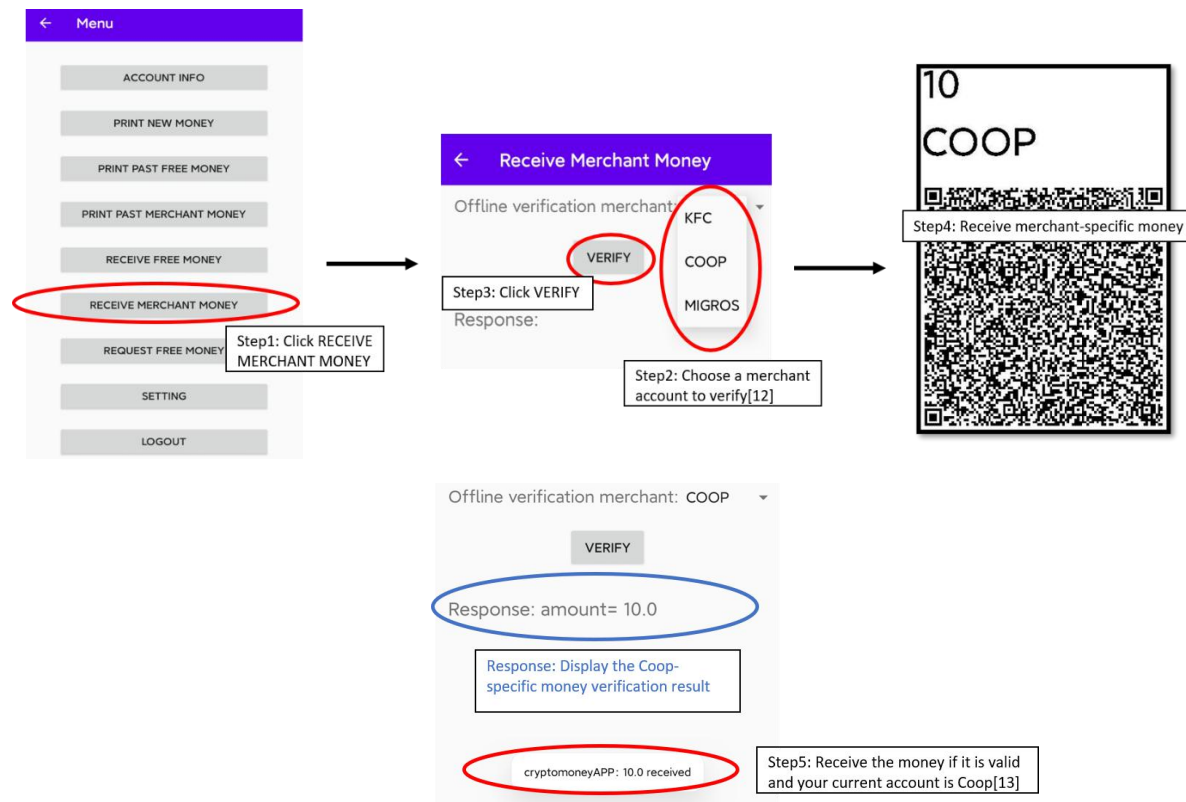 Menu
ACCOUNT INFO
PRINT NEW MONEY
PRINT PAST FREE MONEY
PRINT PAST MERCHANT MONEY
RECEIVE FREE MONEY
RECEIVE MERCHANT MONEY
Step1: Click RECEIVE
MERCHANT MONEY
REQUEST FREE MONEY
SETTING
LOGOUT
Receive Merchant Money
Offline verification merchant:
KFC
COOP
MIGROS
VERIFY
Step3: Click VERIFY
Response:
Step2: Choose a merchant
account to verify[12]
10
COOP
Step4: Receive merchant-specific money
Offline verification merchant: COOP
VERIFY
Response: amount= 10.0
Response: Display the Coop-
specific money verification result
cryptomoneyAPP: 10.0 received
Step5: Receive the money if it is valid
and your current account is Coop[13]